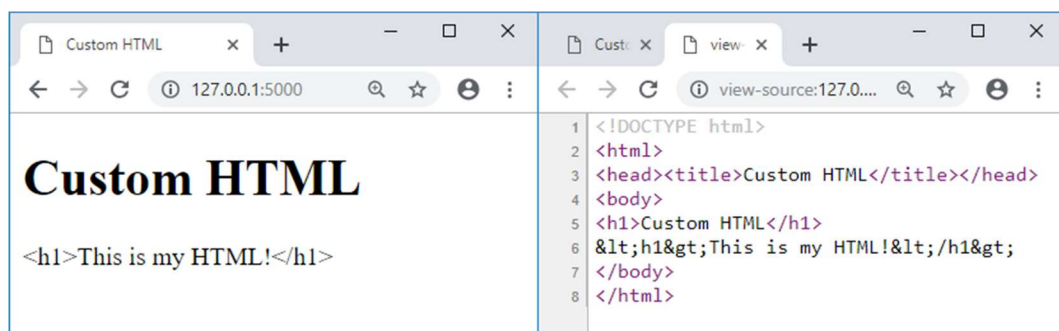 Custom HTML
127.0.0.1:5000
Custom HTML
<h1>This is my HTML!</h1>
Custo
view-
view-source:127.0....
1 <!DOCTYPE html>
2 <html>
3 <head><title>Custom HTML</title></head>
4 <body>
5 <h1>Custom HTML</h1>
6 &lt;h1&gt;This is my HTML!&lt;/h1&gt;
7 </body>
8 </html>